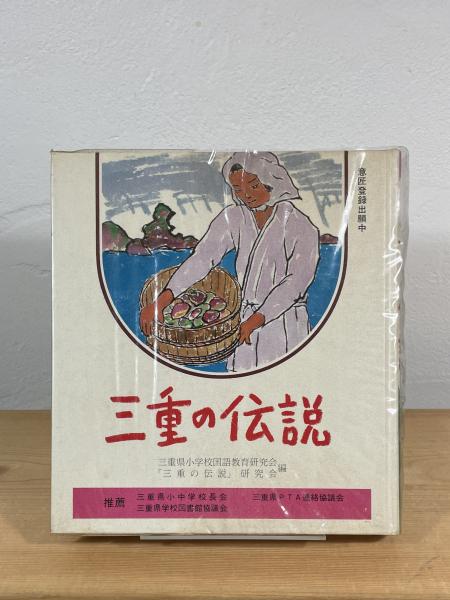 意匠登録出願中
三重の伝説
三重県小学校国語教育研究会
「三重の伝説」研究会 編
推薦
三重県小中学校長会 三重県PTA連絡協議会
三重県学校図書館協議会